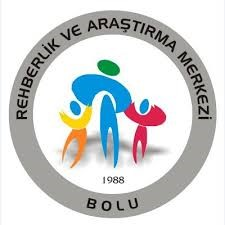 REHBERLİK VE ARAŞTIRMA MERKEZİ
1988
BOLU